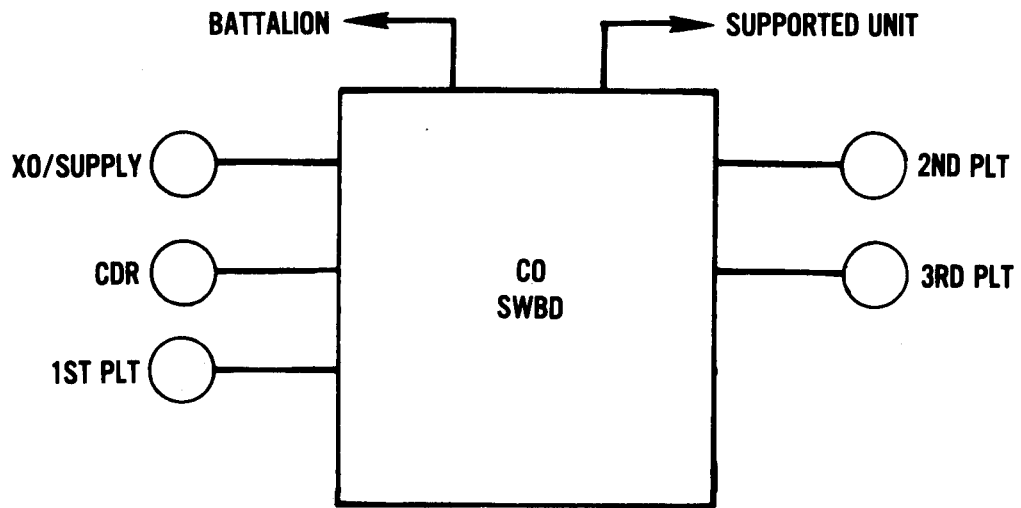 BATTALION
SUPPORTED UNIT
XO/SUPPLY
2ND PLT
CDR
CO
SWBD
3RD PLT
1ST PLT